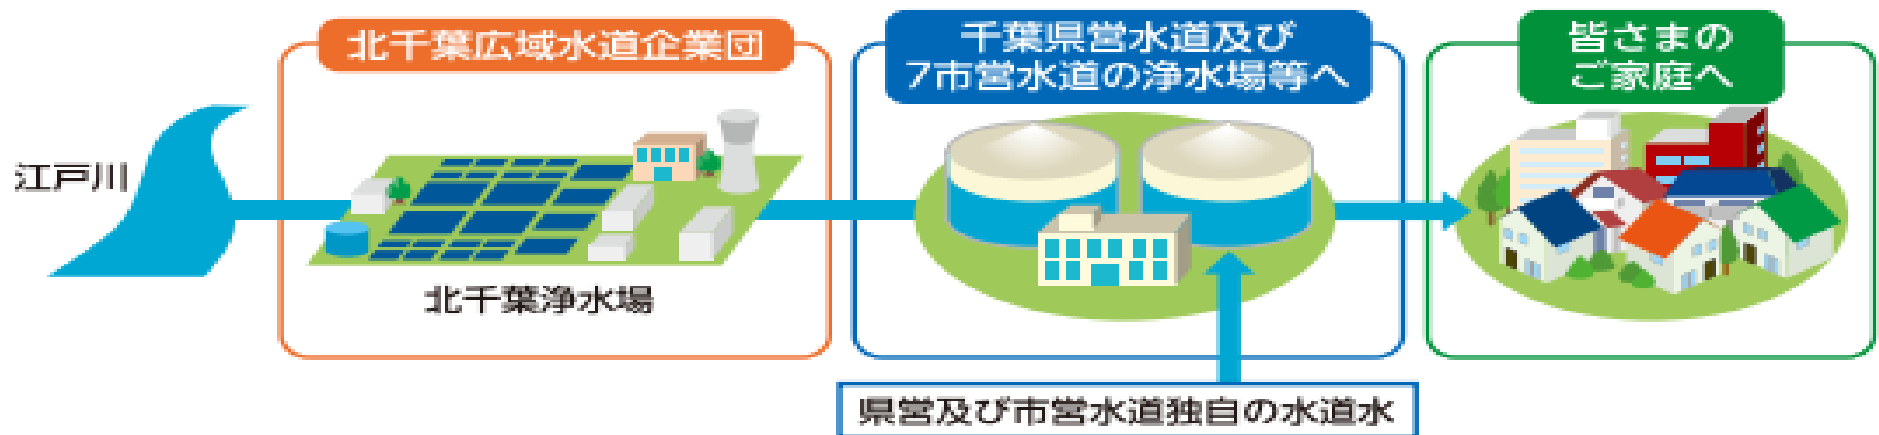 江戸川
北千葉広域水道企業団
北千葉浄水場
千葉県営水道及び
7市営水道の浄水場等へ
県営及び市営水道独自の水道水
皆さまの
ご家庭へ